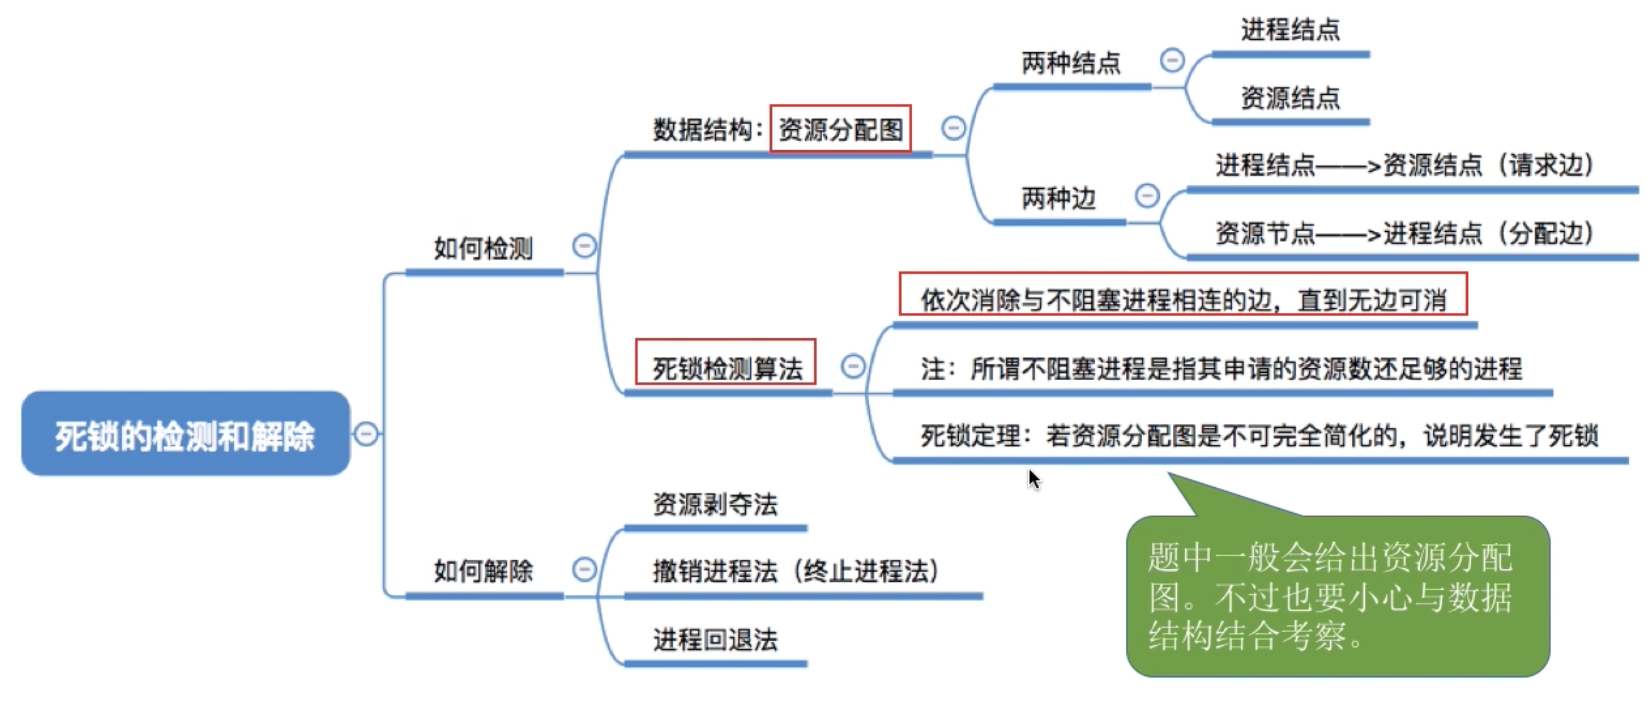 进程结点
两种结点
资源结点
数据结构：资源分配图
进程结点——>资源结点（请求边）
两种边
资源节点——>进程结点（分配边）
如何检测
依次消除与不阻塞进程相连的边，直到无边可消
死锁检测算法
注：所谓不阻塞进程是指其申请的资源数还足够的进程
死锁定理：若资源分配图是不可完全简化的，说明发生了死锁
死锁的检测和解除
资源剥夺法
如何解除
撤销进程法（终止进程法）
进程回退法
题中一般会给出资源分配
图。不过也要小心与数据
结构结合考察。